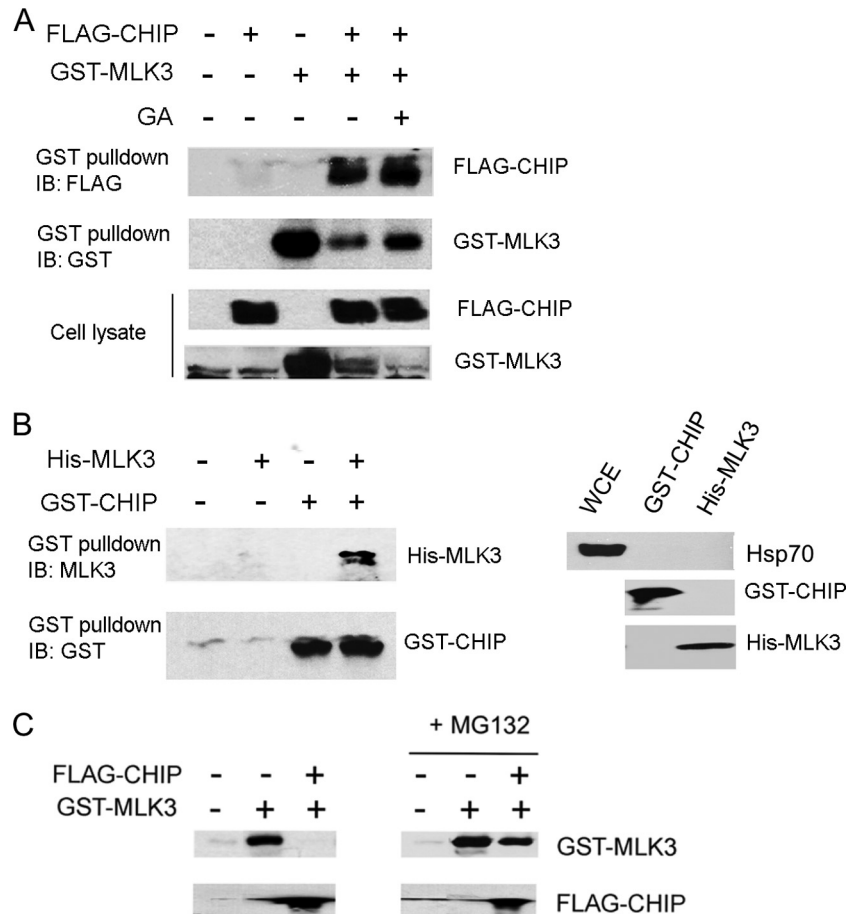 A
FLAG-CHIP - + - + +
GST-MLK3 - - + + +
GA - - - - +
GST pulldown
IB: FLAG
FLAG-CHIP
GST pulldown
IB: GST
GST-MLK3
Cell lysate
FLAG-CHIP
GST-MLK3
B
His-MLK3 - + - +
GST-CHIP - - + +
GST pulldown
IB: MLK3
His-MLK3
GST pulldown
IB: GST
GST-CHIP
WCE
GST-CHIP
His-MLK3
Hsp70
GST-CHIP
His-MLK3
C
+ MG132
FLAG-CHIP - - + - - +
GST-MLK3 - + + - + +
GST-MLK3
FLAG-CHIP